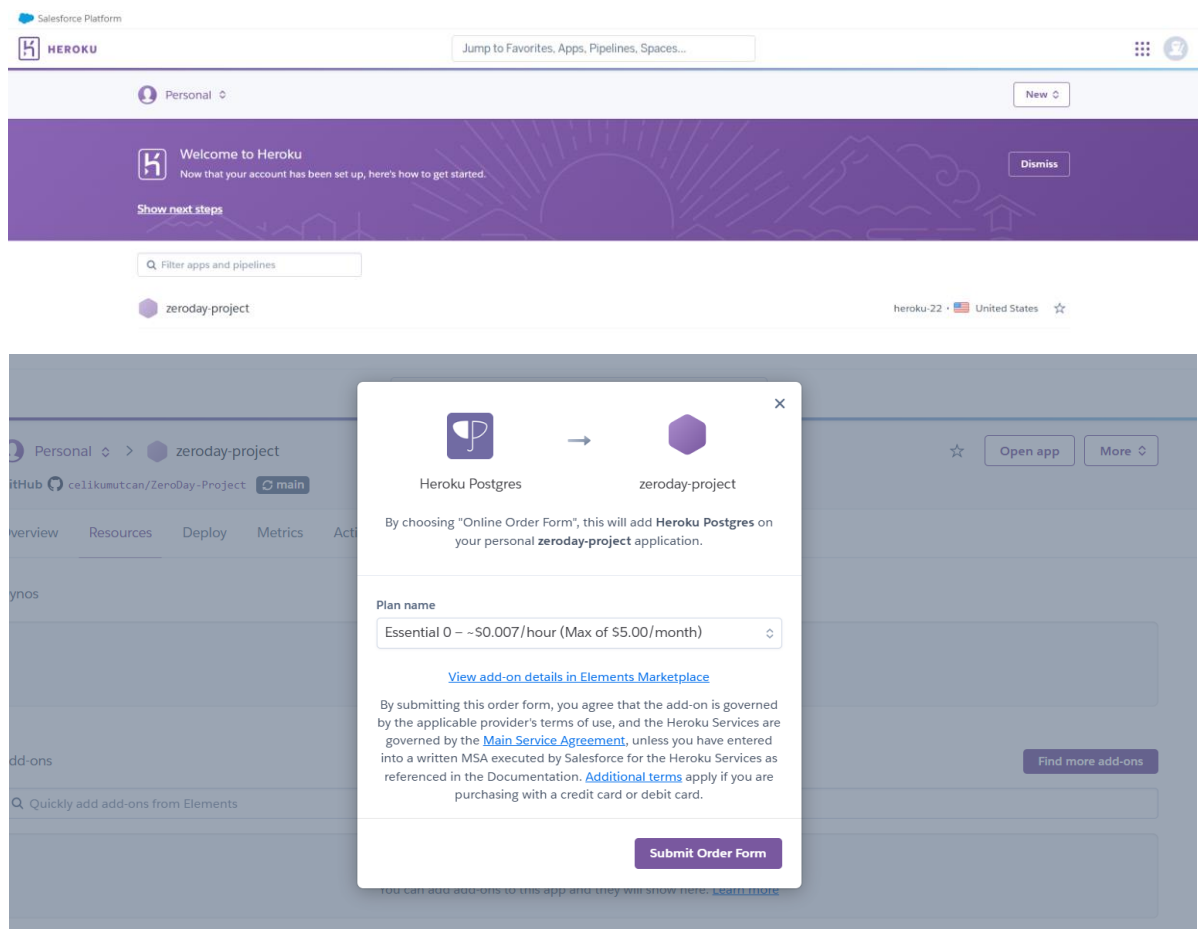 Salesforce Platform
HEROKU
Jump to Favorites, Apps, Pipelines, Spaces...
Personal
New
Welcome to Heroku
Now that your account has been set up, here's how to get started.
Dismiss
Show next steps
Filter apps and pipelines
zeroday-project
heroku-22 • United States
Personal > zeroday-project
Open app
More
itHub celikumutcan/ZeroDay-Project main
verview Resources Deploy Metrics Acti
ynos
dd-ons
Find more add-ons
Quickly add add-ons from Elements
Heroku Postgres
zeroday-project
By choosing "Online Order Form", this will add Heroku Postgres on
your personal zeroday-project application.
Plan name
Essential 0 – ~$0.007/hour (Max of $5.00/month)
View add-on details in Elements Marketplace
By submitting this order form, you agree that the add-on is governed
by the applicable provider's terms of use, and the Heroku Services are
governed by the Main Service Agreement, unless you have entered
into a written MSA executed by Salesforce for the Heroku Services as
referenced in the Documentation. Additional terms apply if you are
purchasing with a credit card or debit card.
Submit Order Form
You can add add-ons to this app and they will show here. Learn more